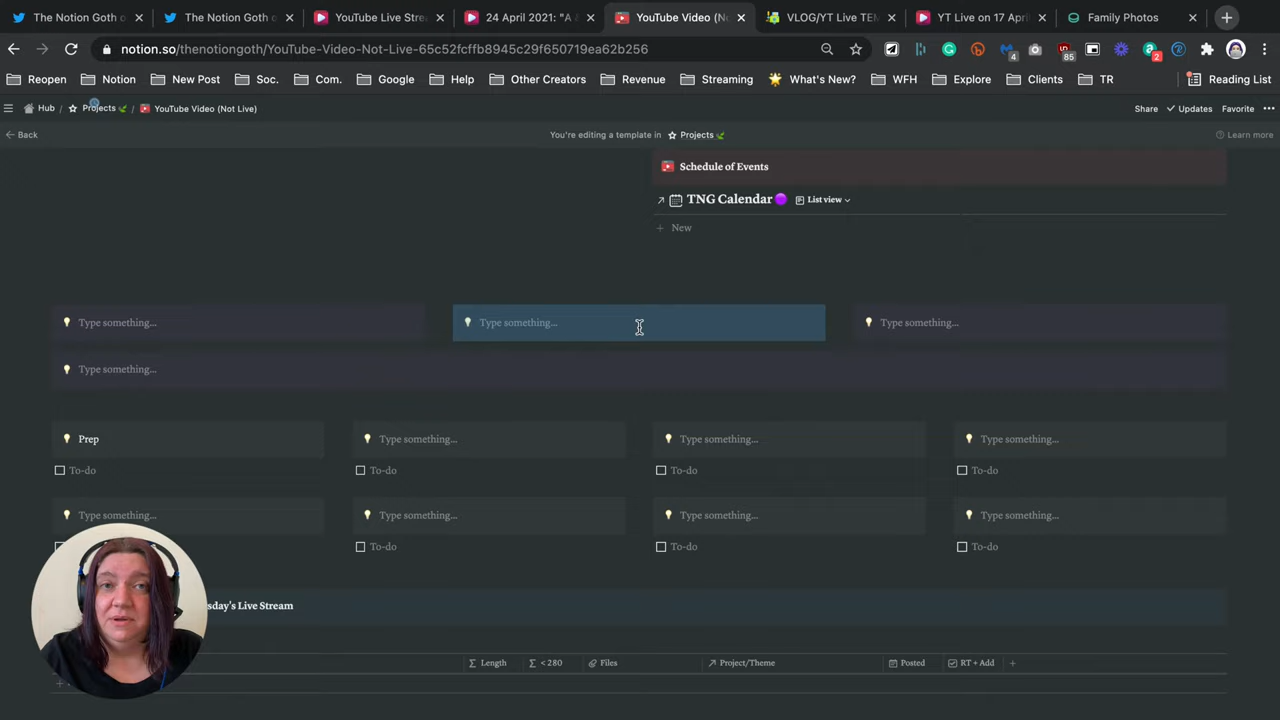 The Notion Goth o
The Notion Goth o
YouTube Live Stre
24 April 2021: "A &
YouTube Video (No
VLOG/YT Live TEM
YT Live on 17 Apri
Family Photos
notion.so/thenotiongoth/YouTube-Video-Not-Live-65c52fcffb8945c29f650719ea62b256
4
85
2
Reopen
Notion
New Post
Soc.
Com.
Google
Help
Other Creators
Revenue
Streaming
What's New?
WFH
Explore
Clients
TR
Reading List
Hub / Projects / YouTube Video (Not Live)
Share
Updates
Favorite
Back
You're editing a template in Projects
Learn more
Schedule of Events
TNG Calendar
List view
New
Type something...
Type something...
Type something...
Type something...
Prep
Type something...
Type something...
Type something...
To-do
To-do
To-do
To-do
Type something...
Type something...
Type something...
Type something...
To-do
To-do
To-do
sday's Live Stream
Length
< 280
Files
Project/Theme
Posted
RT + Add